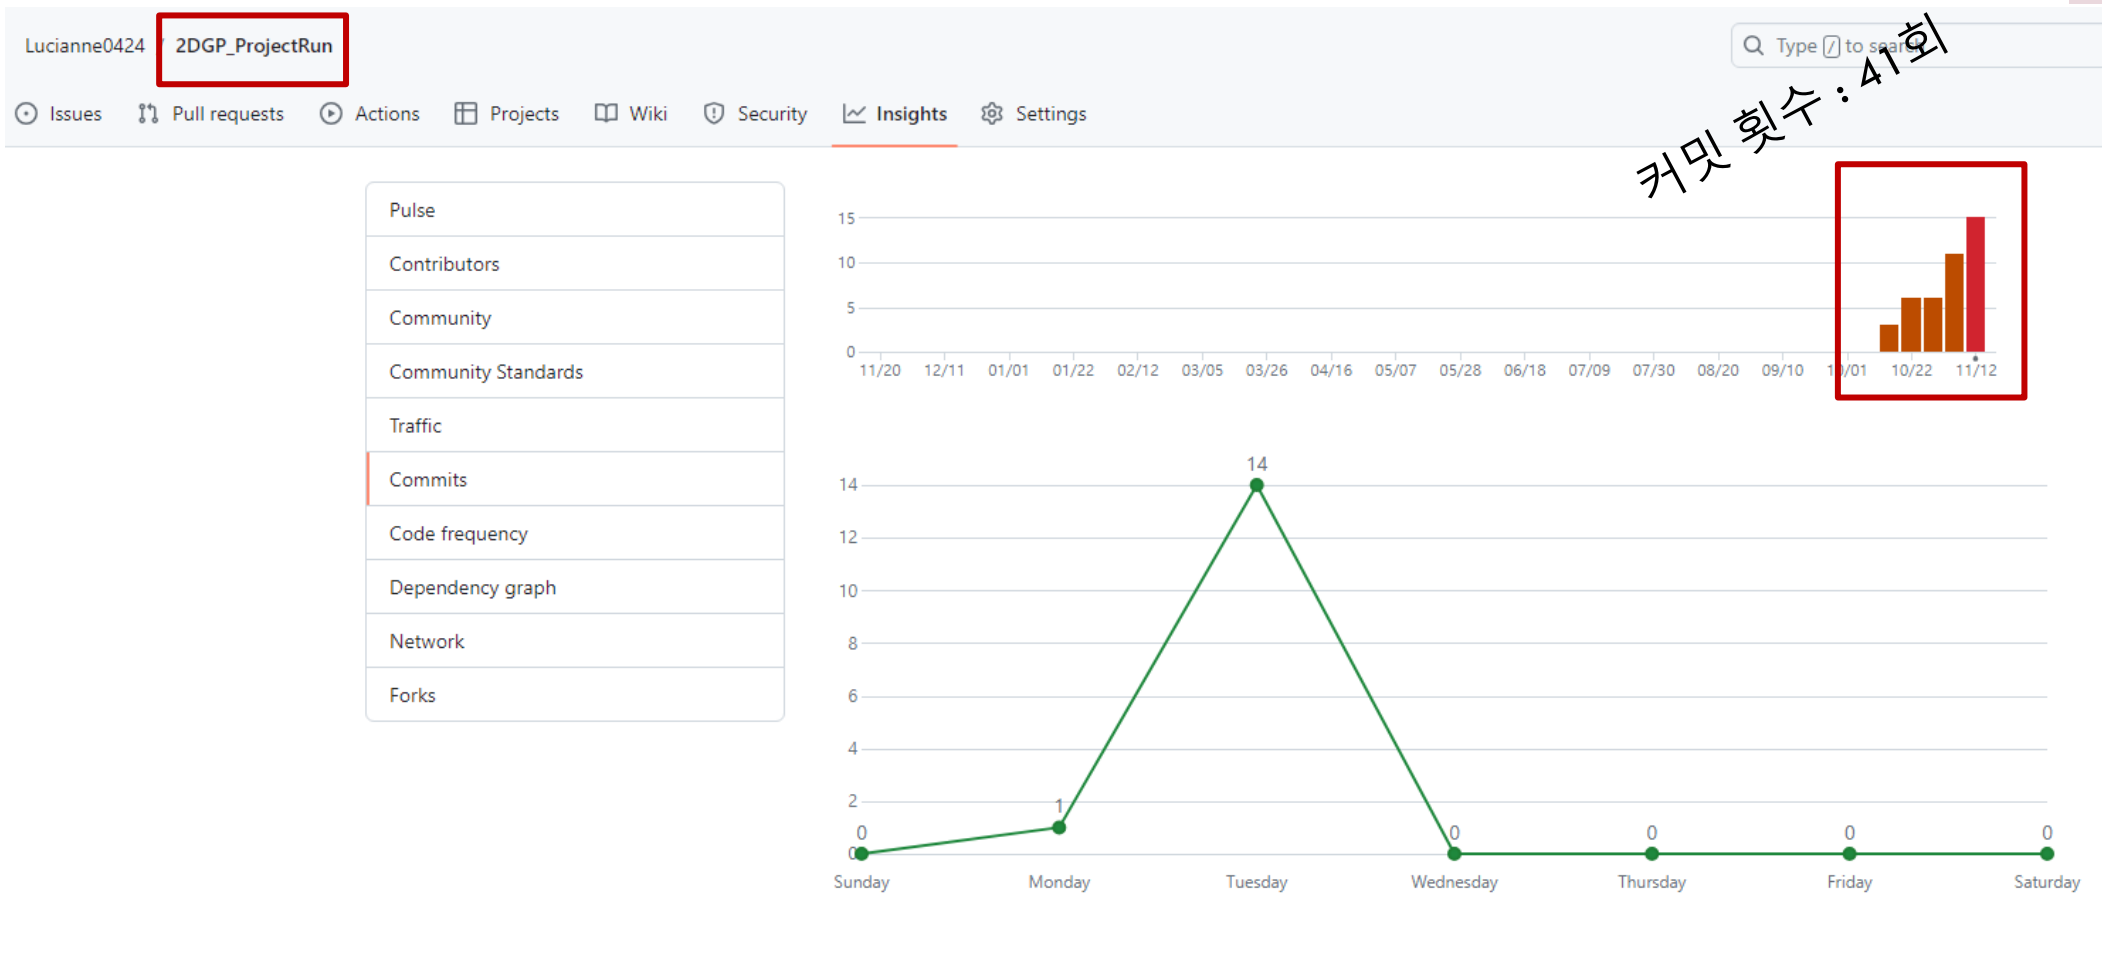 Lucianne0424 / 2DGP_ProjectRun
Type / to search
커밋 횟수 : 41회
Issues Pull requests Actions Projects Wiki Security Insights Settings
Pulse
Contributors
Community
Community Standards
Traffic
Commits
Code frequency
Dependency graph
Network
Forks
15
10
5
0
11/20 12/11 01/01 01/22 02/12 03/05 03/26 04/16 05/07 05/28 06/18 07/09 07/30 08/20 09/10 10/01 10/22 11/12
14
14
12
10
8
6
4
2
1
0 0 0 0 0
0
Sunday Monday Tuesday Wednesday Thursday Friday Saturday